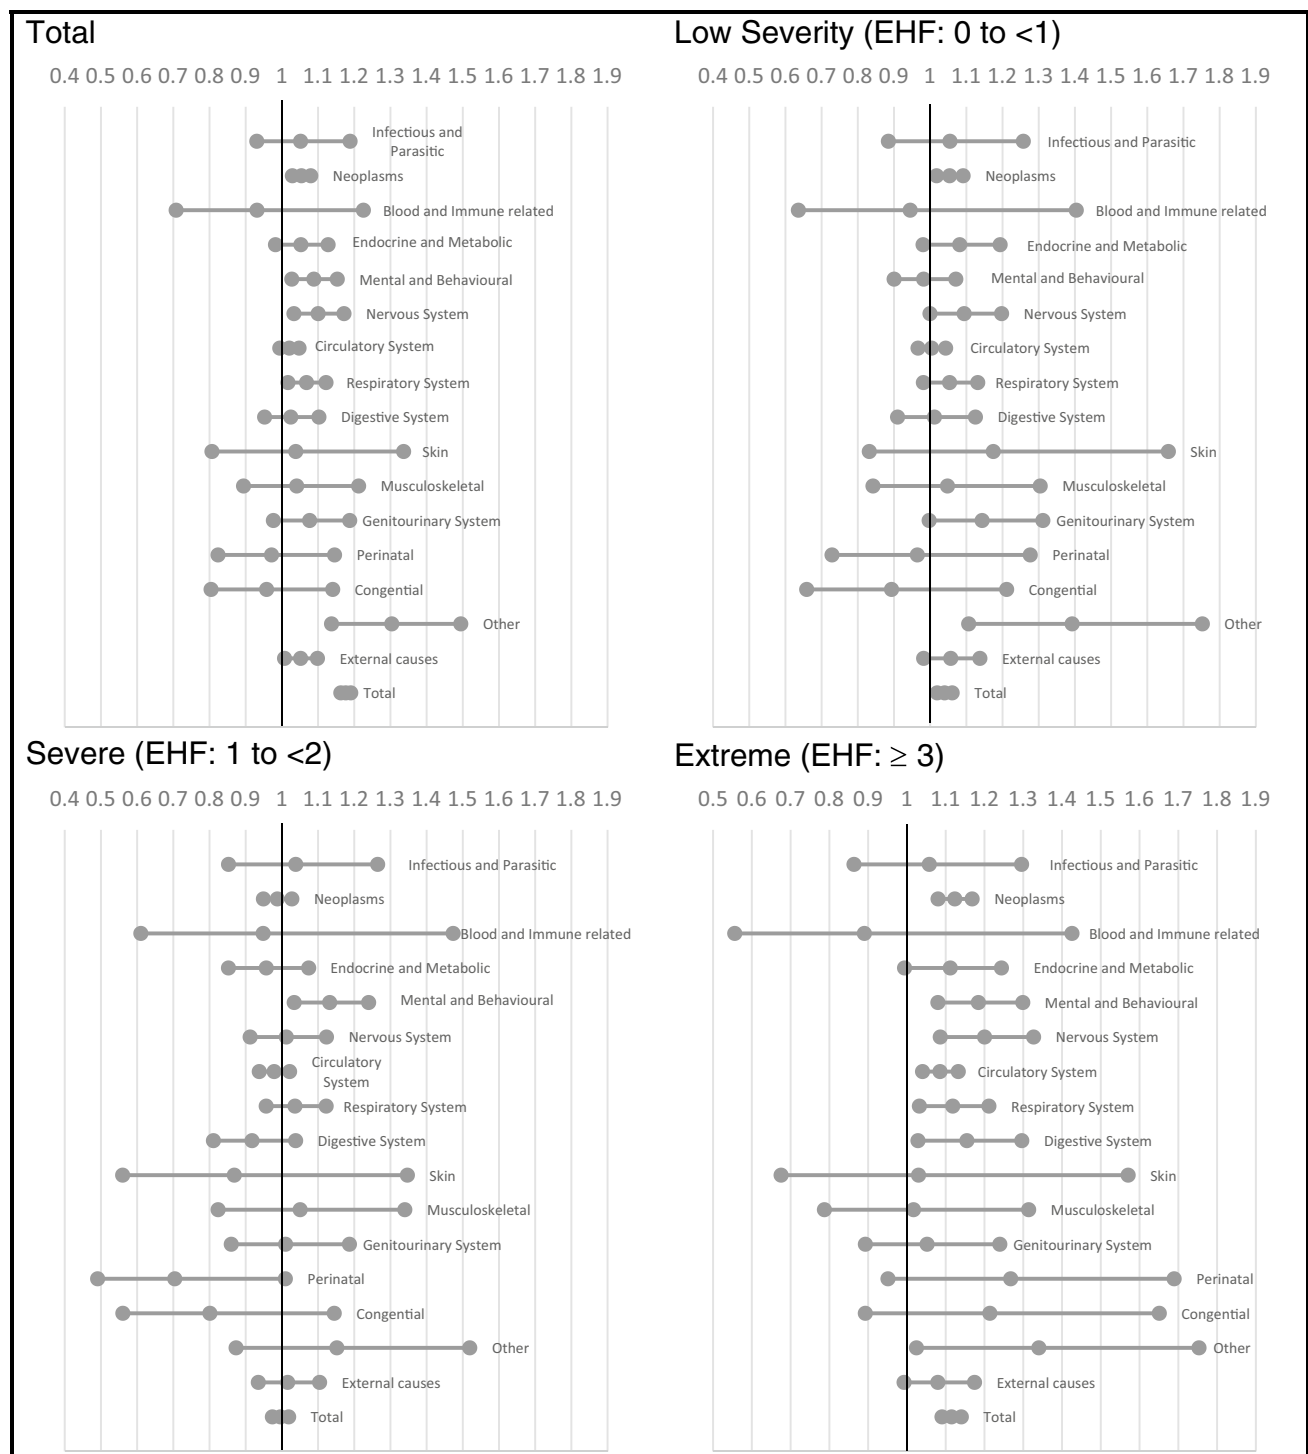 Total
0.4 0.5 0.6 0.7 0.8 0.9 1 1.1 1.2 1.3 1.4 1.5 1.6 1.7 1.8 1.9
Infectious and
Parasitic
Neoplasms
Blood and Immune related
Endocrine and Metabolic
Mental and Behavioural
Nervous System
Circulatory System
Respiratory System
Digestive System
Skin
Musculoskeletal
Genitourinary System
Perinatal
Congential
Other
External causes
Total
Low Severity (EHF: 0 to <1)
0.4 0.5 0.6 0.7 0.8 0.9 1 1.1 1.2 1.3 1.4 1.5 1.6 1.7 1.8 1.9
Infectious and Parasitic
Neoplasms
Blood and Immune related
Endocrine and Metabolic
Mental and Behavioural
Nervous System
Circulatory System
Respiratory System
Digestive System
Skin
Musculoskeletal
Genitourinary System
Perinatal
Congential
Other
External causes
Total
Severe (EHF: 1 to <2)
0.4 0.5 0.6 0.7 0.8 0.9 1 1.1 1.2 1.3 1.4 1.5 1.6 1.7 1.8 1.9
Infectious and Parasitic
Neoplasms
Blood and Immune related
Endocrine and Metabolic
Mental and Behavioural
Nervous System
Circulatory
System
Respiratory System
Digestive System
Skin
Musculoskeletal
Genitourinary System
Perinatal
Congential
Other
External causes
Total
Extreme (EHF: ≥ 3)
0.5 0.6 0.7 0.8 0.9 1 1.1 1.2 1.3 1.4 1.5 1.6 1.7 1.8 1.9
Infectious and Parasitic
Neoplasms
Blood and Immune related
Endocrine and Metabolic
Mental and Behavioural
Nervous System
Circulatory System
Respiratory System
Digestive System
Skin
Musculoskeletal
Genitourinary System
Perinatal
Congential
Other
External causes
Total